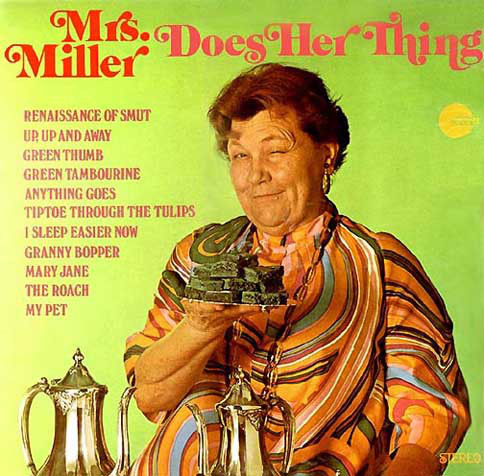 Mrs.
Miller Does Her Thing
RENAISSANCE OF SMUT
UP, UP AND AWAY
GREEN THUMB
GREEN TAMBOURINE
ANYTHING GOES
TIPTOE THROUGH THE TULIPS
I SLEEP EASIER NOW
GRANNY BOPPER
MARY JANE
THE ROACH
MY PET
STEREO